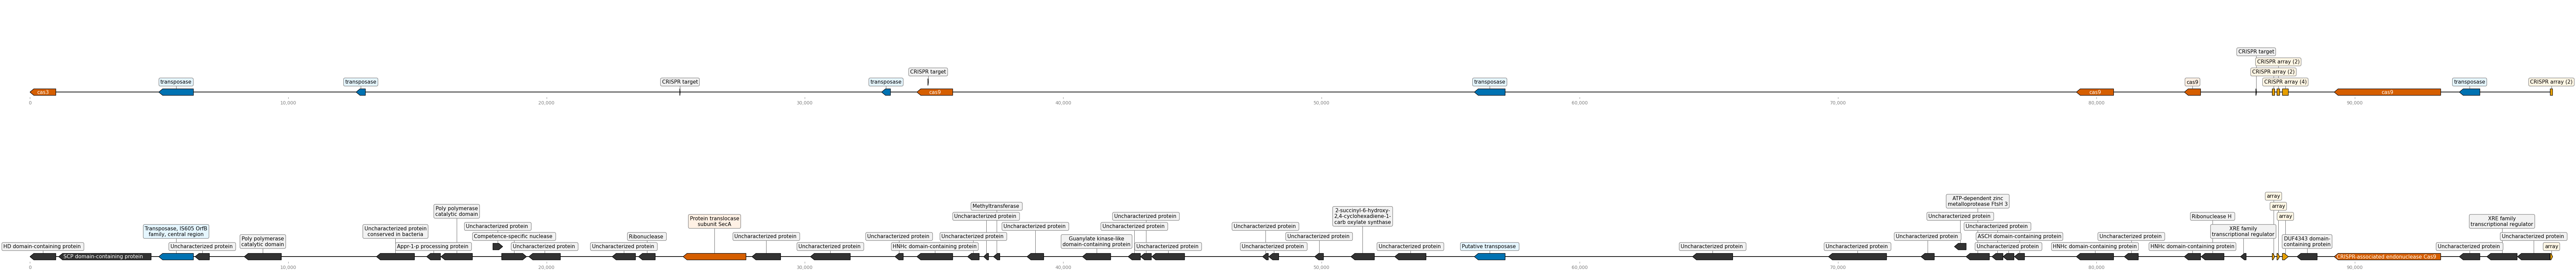 CRISPR target
CRISPR array (2)
CRISPR target
CRISPR array (2)
transposase
transposase
CRISPR target
transposase
transposase
cas9
CRISPR array (4)
transposase
CRISPR array (2)
cas3
cas9
cas9
cas9
0
10,000
20,000
30,000
40,000
50,000
60,000
70,000
80,000
90,000
array
ATP-dependent zinc
metalloprotease FtsH 3
Methyltransferase
array
Poly polymerase
catalytic domain
2-succinyl-6-hydroxy-
2,4-cyclohexadiene-1-
carb oxylate synthase
Uncharacterized protein
Uncharacterized protein
Uncharacterized protein
Ribonuclease H
array
Protein translocase
subunit SecA
XRE family
transcriptional regulator
Transposase, IS605 OrfB
family, central region
Uncharacterized protein
conserved in bacteria
Uncharacterized protein
Uncharacterized protein
Uncharacterized protein
Uncharacterized protein
Uncharacterized protein
XRE family
transcriptional regulator
Poly polymerase
catalytic domain
Competence-specific nuclease
Ribonuclease
Uncharacterized protein
Uncharacterized protein
Uncharacterized protein
Guanylate kinase-like
domain-containing protein
Uncharacterized protein
Uncharacterized protein
ASCH domain-containing protein
Uncharacterized protein
DUF4343 domain-
containing protein
Uncharacterized protein
HD domain-containing protein
Uncharacterized protein
Appr-1-p processing protein
Uncharacterized protein
Uncharacterized protein
Uncharacterized protein
HNHc domain-containing protein
Uncharacterized protein
Uncharacterized protein
Uncharacterized protein
Putative transposase
Uncharacterized protein
Uncharacterized protein
Uncharacterized protein
HNHc domain-containing protein
HNHc domain-containing protein
Uncharacterized protein
array
SCP domain-containing protein
CRISPR-associated endonuclease Cas9
0
10,000
20,000
30,000
40,000
50,000
60,000
70,000
80,000
90,000